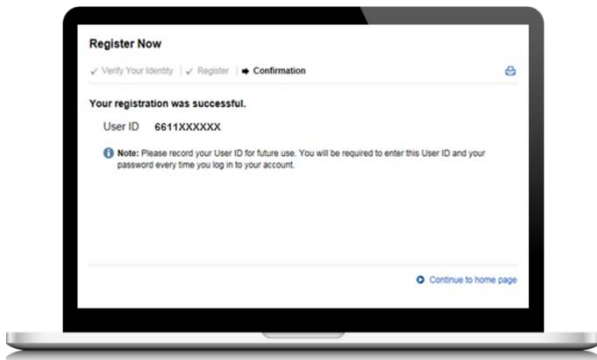 Register Now
Verify Your Identity | Register | Confirmation
Your registration was successful.
User ID 6611XXXXXX
Note: Please record your User ID for future use. You will be required to enter this User ID and your
password every time you log in to your account.
Continue to home page